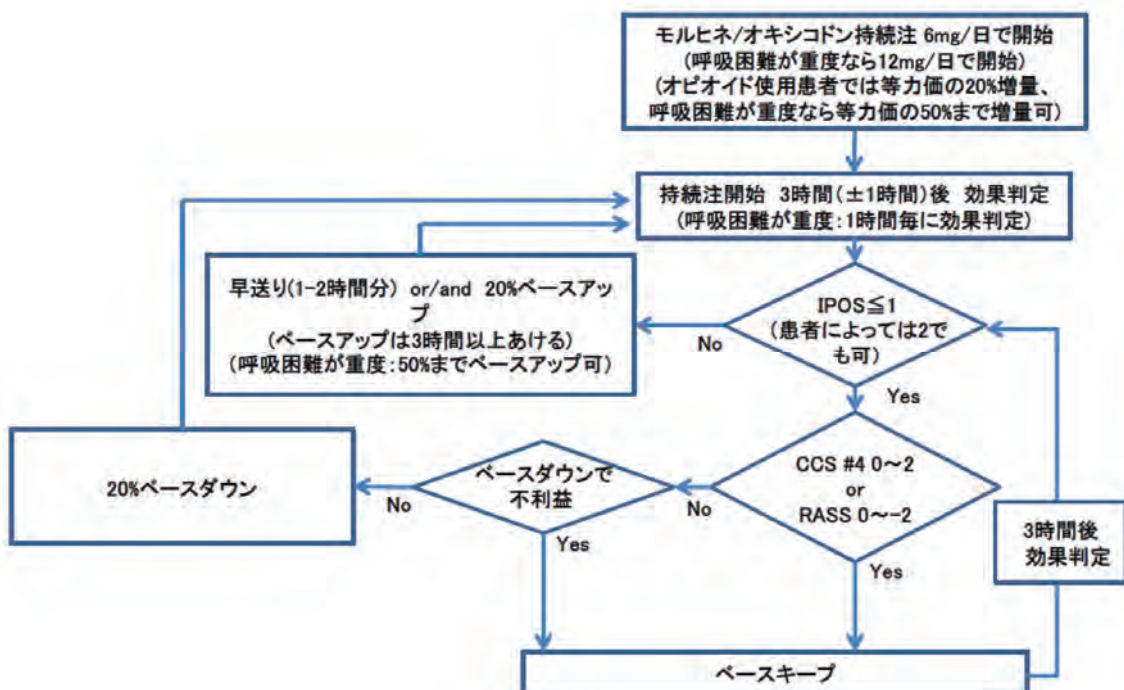 モルヒネ/オキシコドン持続注 6mg/日で開始
(呼吸困難が重度なら12mg/日で開始)
(オピオイド使用患者では等力価の20%増量、
呼吸困難が重度なら等力価の50%まで増量可)
持続注開始 3時間(±1時間)後 効果判定
(呼吸困難が重度:1時間毎に効果判定)
早送り(1-2時間分) or/and 20%ベースアッ
プ
(ベースアップは3時間以上あける)
(呼吸困難が重度:50%までベースアップ可)
No
IPOS≦1
(患者によっては2で
も可)
Yes
20%ベースダウン
No
ベースダウンで
不利益
Yes
No
CCS #4 0～2
or
RASS 0～-2
Yes
3時間後
効果判定
ベースキープ